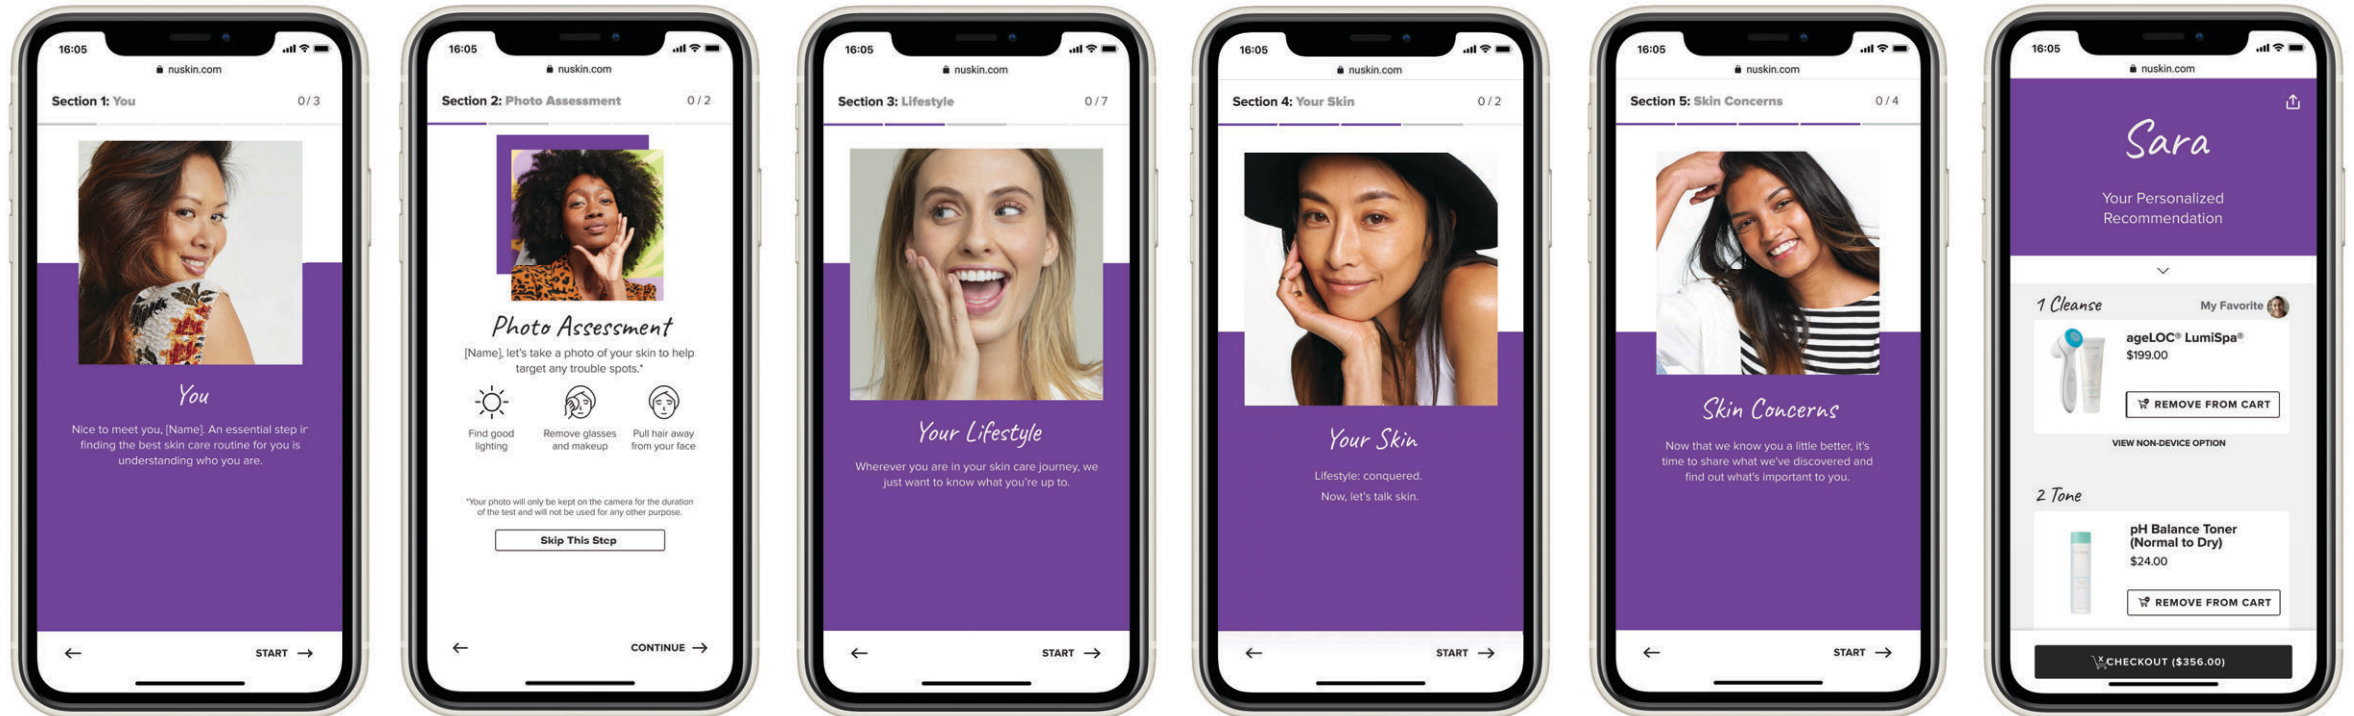 16:05
nuskin.com
Section 1: You
0/3
You
Nice to meet you, [Name]. An essential step in
finding the best skin care routine for you is
understanding who you are.
START
16:05
nuskin.com
Section 2: Photo Assessment
0/2
Photo Assessment
[Name], let's take a photo of your skin to help
target any trouble spots.*
Find good
lighting
Remove glasses
and makeup
Pull hair away
from your face
*Your photo will only be kept on the camera for the duration
of the test and will not be used for any other purpose.
Skip This Step
CONTINUE
16:05
nuskin.com
Section 3: Lifestyle
0/7
Your Lifestyle
Wherever you are in your skin care journey, we
just want to know what you're up to.
START
16:05
nuskin.com
Section 4: Your Skin
0/2
Your Skin
Lifestyle: conquered.
Now, let's talk skin.
START
16:05
nuskin.com
Section 5: Skin Concerns
0/4
Skin Concerns
Now that we know you a little better, it's
time to share what we've discovered and
find out what's important to you.
START
16:05
nuskin.com
Sara
Your Personalized
Recommendation
1 Cleanse
My Favorite
ageLOC® LumiSpa®
$199.00
REMOVE FROM CART
VIEW NON-DEVICE OPTION
2 Tone
pH Balance Toner
(Normal to Dry)
$24.00
REMOVE FROM CART
CHECKOUT ($356.00)